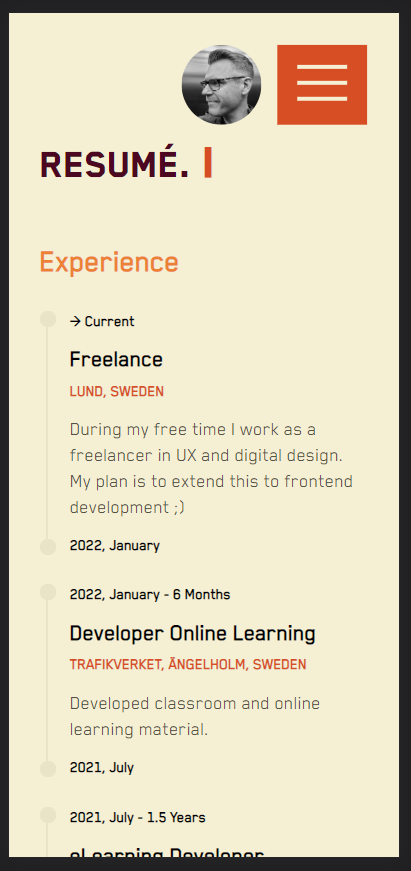 RESUMÉ.
Experience
→ Current
Freelance
LUND, SWEDEN
During my free time I work as a
freelancer in UX and digital design.
My plan is to extend this to frontend
development ;)
2022, January
2022, January - 6 Months
Developer Online Learning
TRAFIKVERKET, ÄNGELHOLM, SWEDEN
Developed classroom and online
learning material.
2021, July
2021, July - 1.5 Years
eLearning Developer